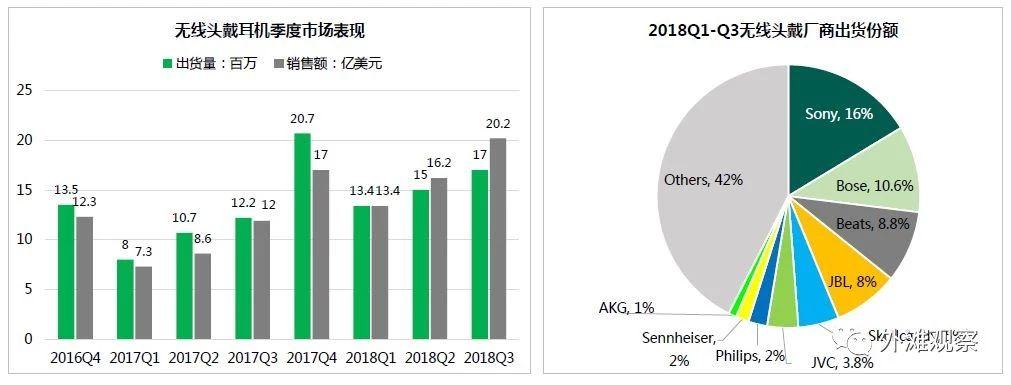 无线头戴耳机季度市场表现
出货量：百万 销售额：亿美元
25
20
15
10
5
0
13.5 12.3
8 7.3
10.7 8.6
12.2 12
20.7 17
13.4 13.4
15 16.2
17 20.2
2016Q4 2017Q1 2017Q2 2017Q3 2017Q4 2018Q1 2018Q2 2018Q3
2018Q1-Q3无线头戴厂商出货份额
Sony, 16%
Bose, 10.6%
Beats, 8.8%
JBL, 8%
JVC, 3.8%
Philips, 2%
Sennheiser,
2%
AKG, 1%
Others, 42%
外滩观察